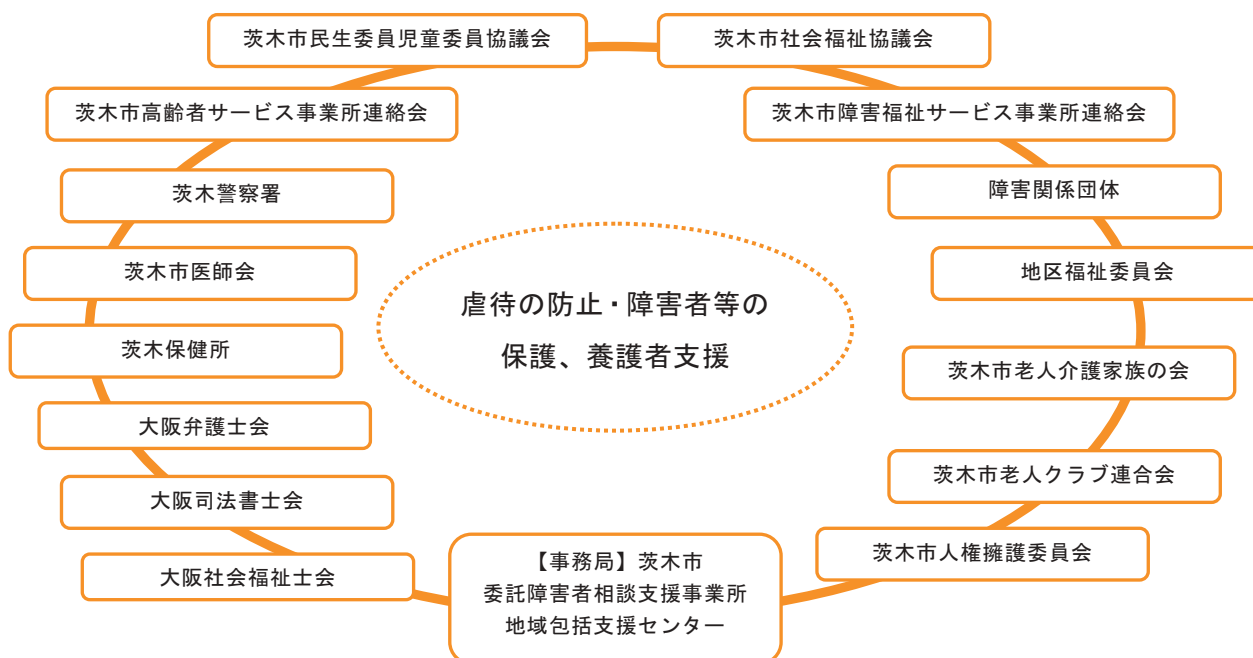 茨木市民生委員児童委員協議会
茨木市社会福祉協議会
茨木市高齢者サービス事業所連絡会
茨木市障害福祉サービス事業所連絡会
茨木警察署
障害関係団体
茨木市医師会
地区福祉委員会
虐待の防止・障害者等の
保護、養護者支援
茨木保健所
茨木市老人介護家族の会
大阪弁護士会
茨木市老人クラブ連合会
大阪司法書士会
茨木市人権擁護委員会
大阪社会福祉士会
【事務局】茨木市
委託障害者相談支援事業所
地域包括支援センター